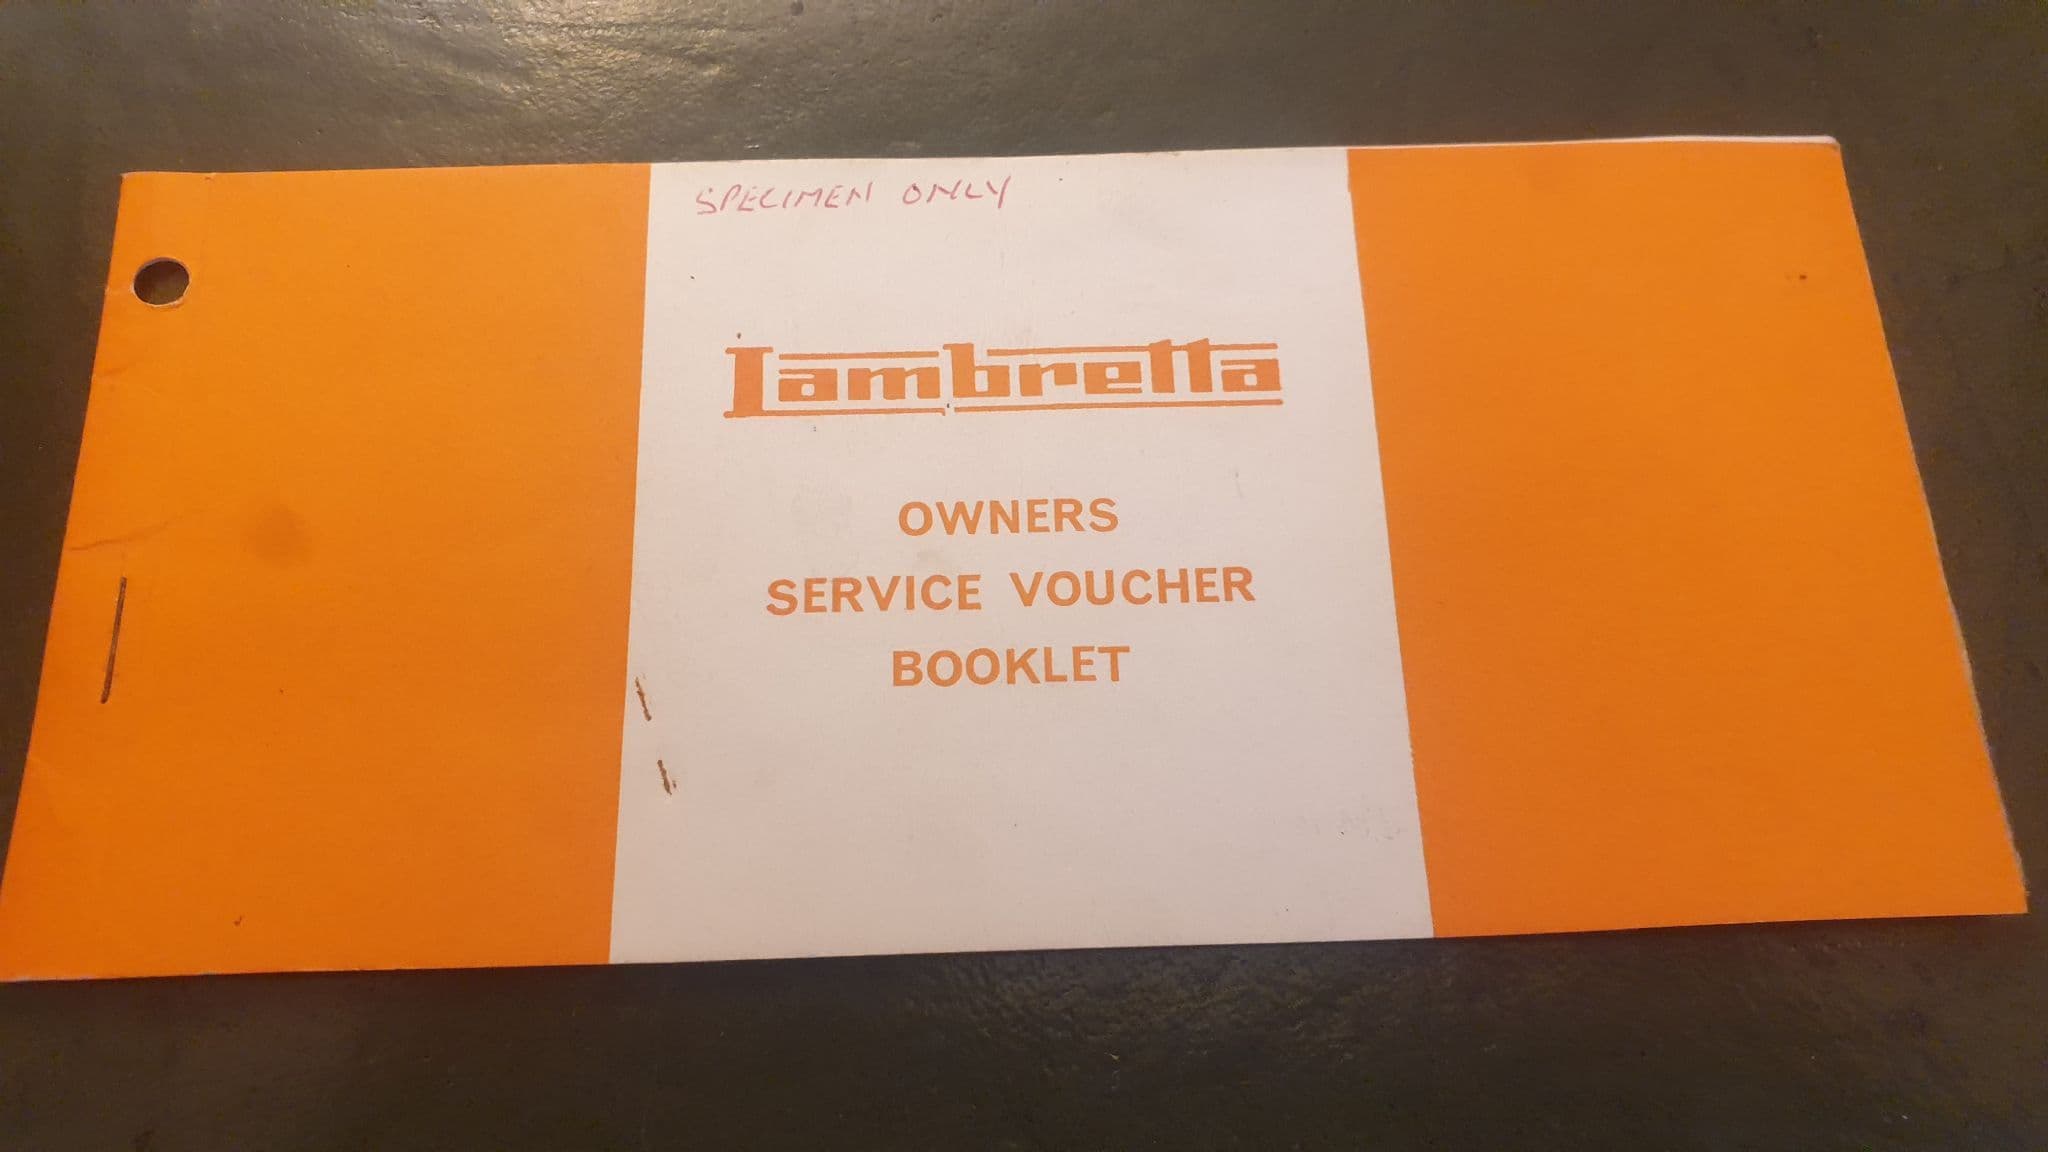 SPECIMEN ONLY
Lambretta
OWNERS
SERVICE VOUCHER
BOOKLET